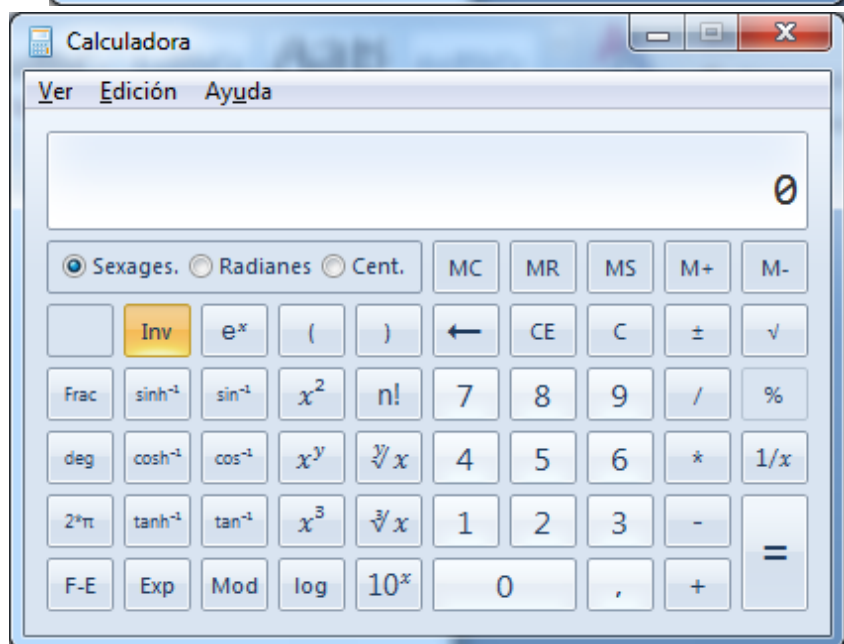 Calculadora
Ver Edición Ayuda
0
Sexages. Radianes Cent. MC MR MS M+ M-
Inv eˣ ( ) ← CE C ± √
Frac sinh⁻¹ sin⁻¹ x² n! 7 8 9 / %
deg cosh⁻¹ cos⁻¹ xʸ ʸ√x 4 5 6 * 1/x
2*π tanh⁻¹ tan⁻¹ x³ ³√x 1 2 3 - =
F-E Exp Mod log 10ˣ 0 , +